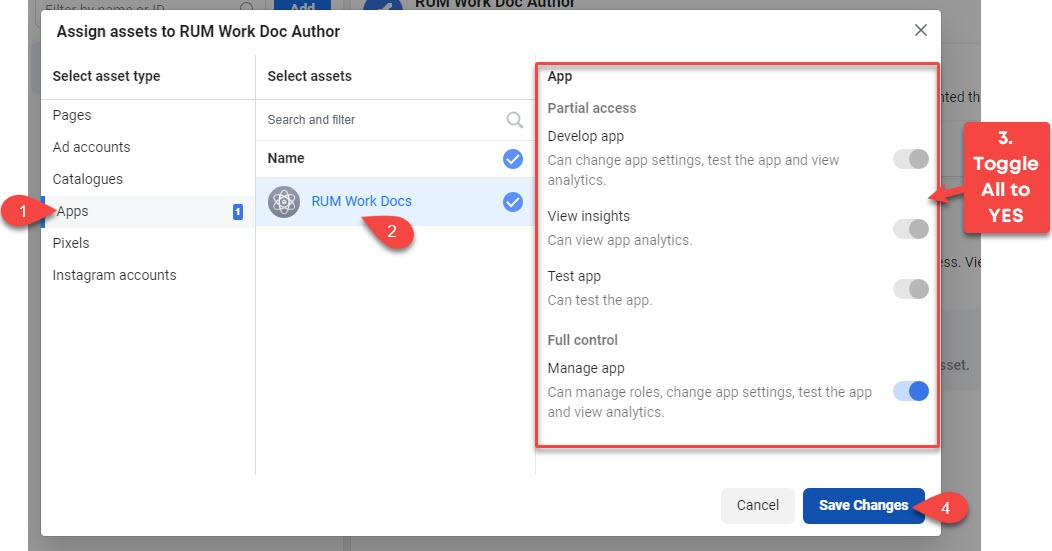 Filter by name or ID
Add
RUM Work Doc Author
Assign assets to RUM Work Doc Author
Select asset type
Pages
Ad accounts
Catalogues
Apps
1
Pixels
Instagram accounts
1
Select assets
Search and filter
Name
RUM Work Docs
2
App
Partial access
Develop app
Can change app settings, test the app and view
analytics.
View insights
Can view app analytics.
Test app
Can test the app.
Full control
Manage app
Can manage roles, change app settings, test the app
and view analytics.
3.
Toggle
All to
YES
nted th
ess. Vie
sset.
Cancel
Save Changes
4